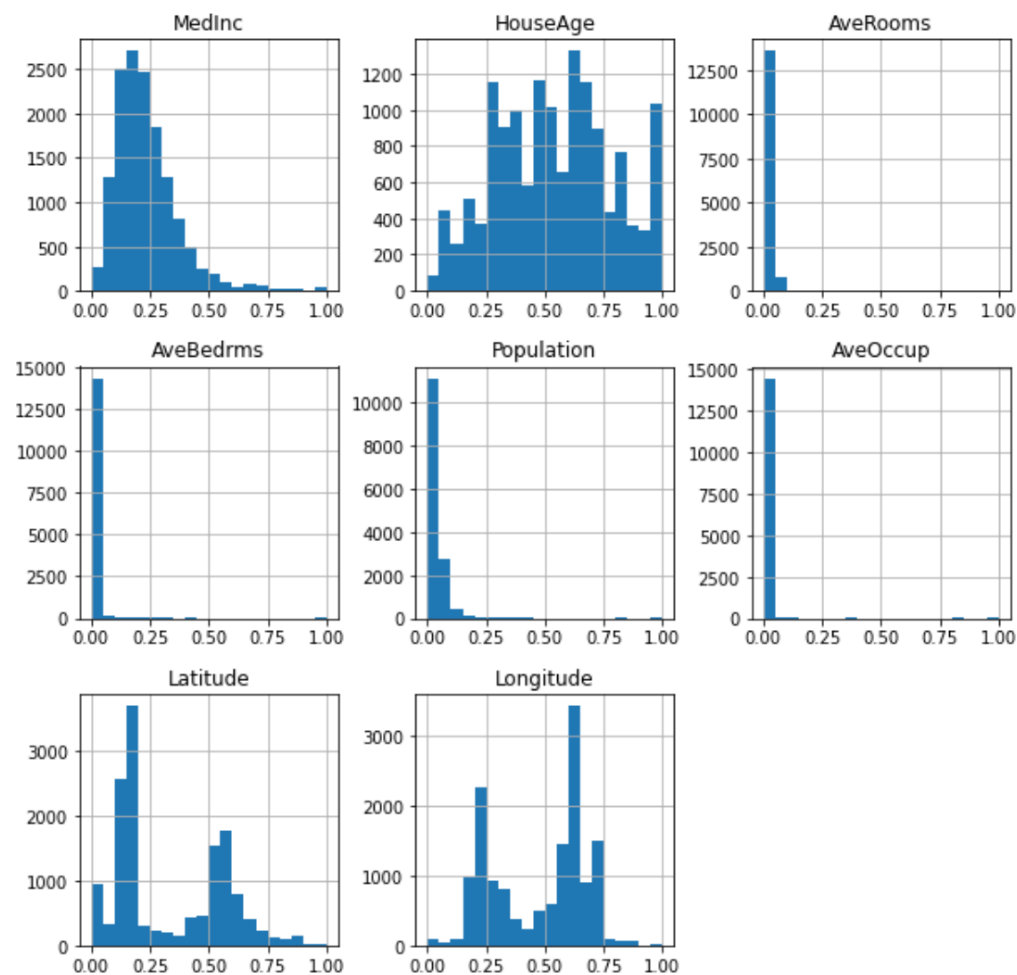 MedInc HouseAge AveRooms
2500 2000 1500 1000 500 0
1200 1000 800 600 400 200 0
12500 10000 7500 5000 2500 0
0.00 0.25 0.50 0.75 1.00 0.00 0.25 0.50 0.75 1.00 0.00 0.25 0.50 0.75 1.00
AveBedrms Population AveOccup
15000 12500 10000 7500 5000 2500 0
10000 8000 6000 4000 2000 0
15000 12500 10000 7500 5000 2500 0
0.00 0.25 0.50 0.75 1.00 0.00 0.25 0.50 0.75 1.00 0.00 0.25 0.50 0.75 1.00
Latitude Longitude
3000 2000 1000 0
3000 2000 1000 0
0.00 0.25 0.50 0.75 1.00 0.00 0.25 0.50 0.75 1.00